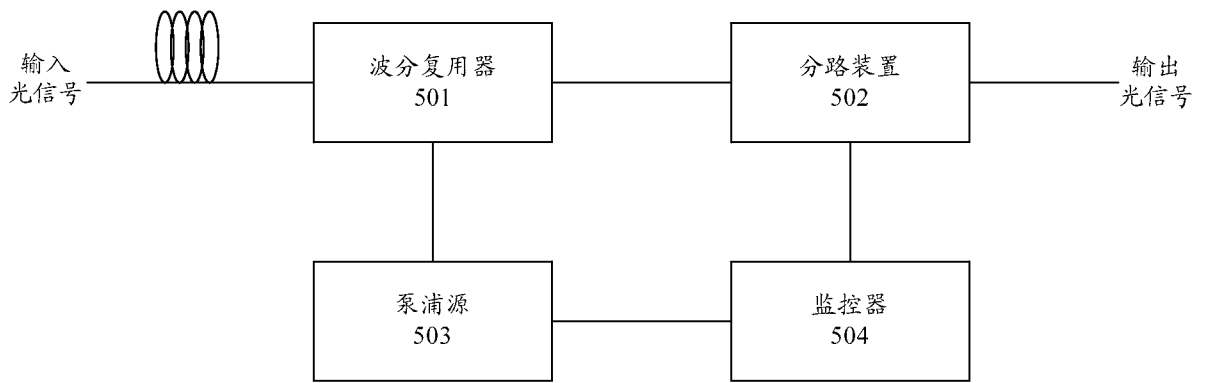 输入
光信号
波分复用器
501
分路装置
502
输出
光信号
泵浦源
503
监控器
504